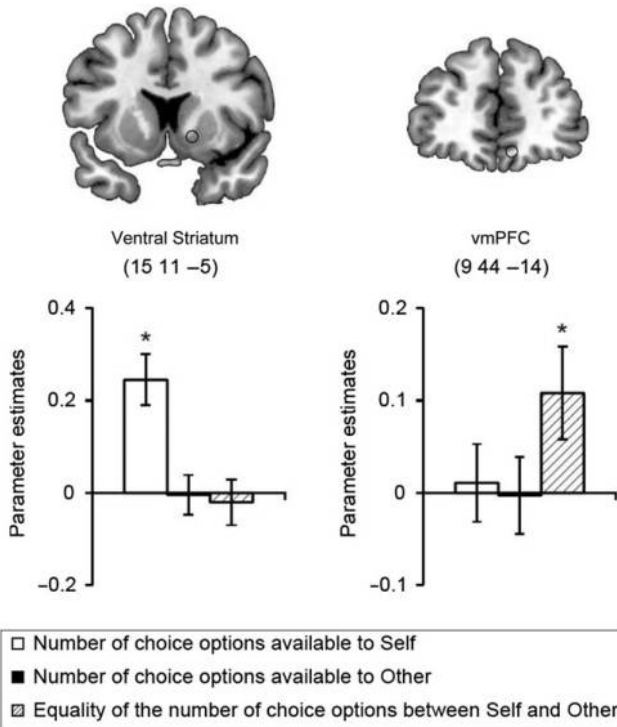 Ventral Striatum
(15 11 –5)
vmPFC
(9 44 –14)
Parameter estimates
0.4
0.2
0
–0.2
*
Parameter estimates
0.2
0.1
0
–0.1
*
Number of choice options available to Self
Number of choice options available to Other
Equality of the number of choice options between Self and Other